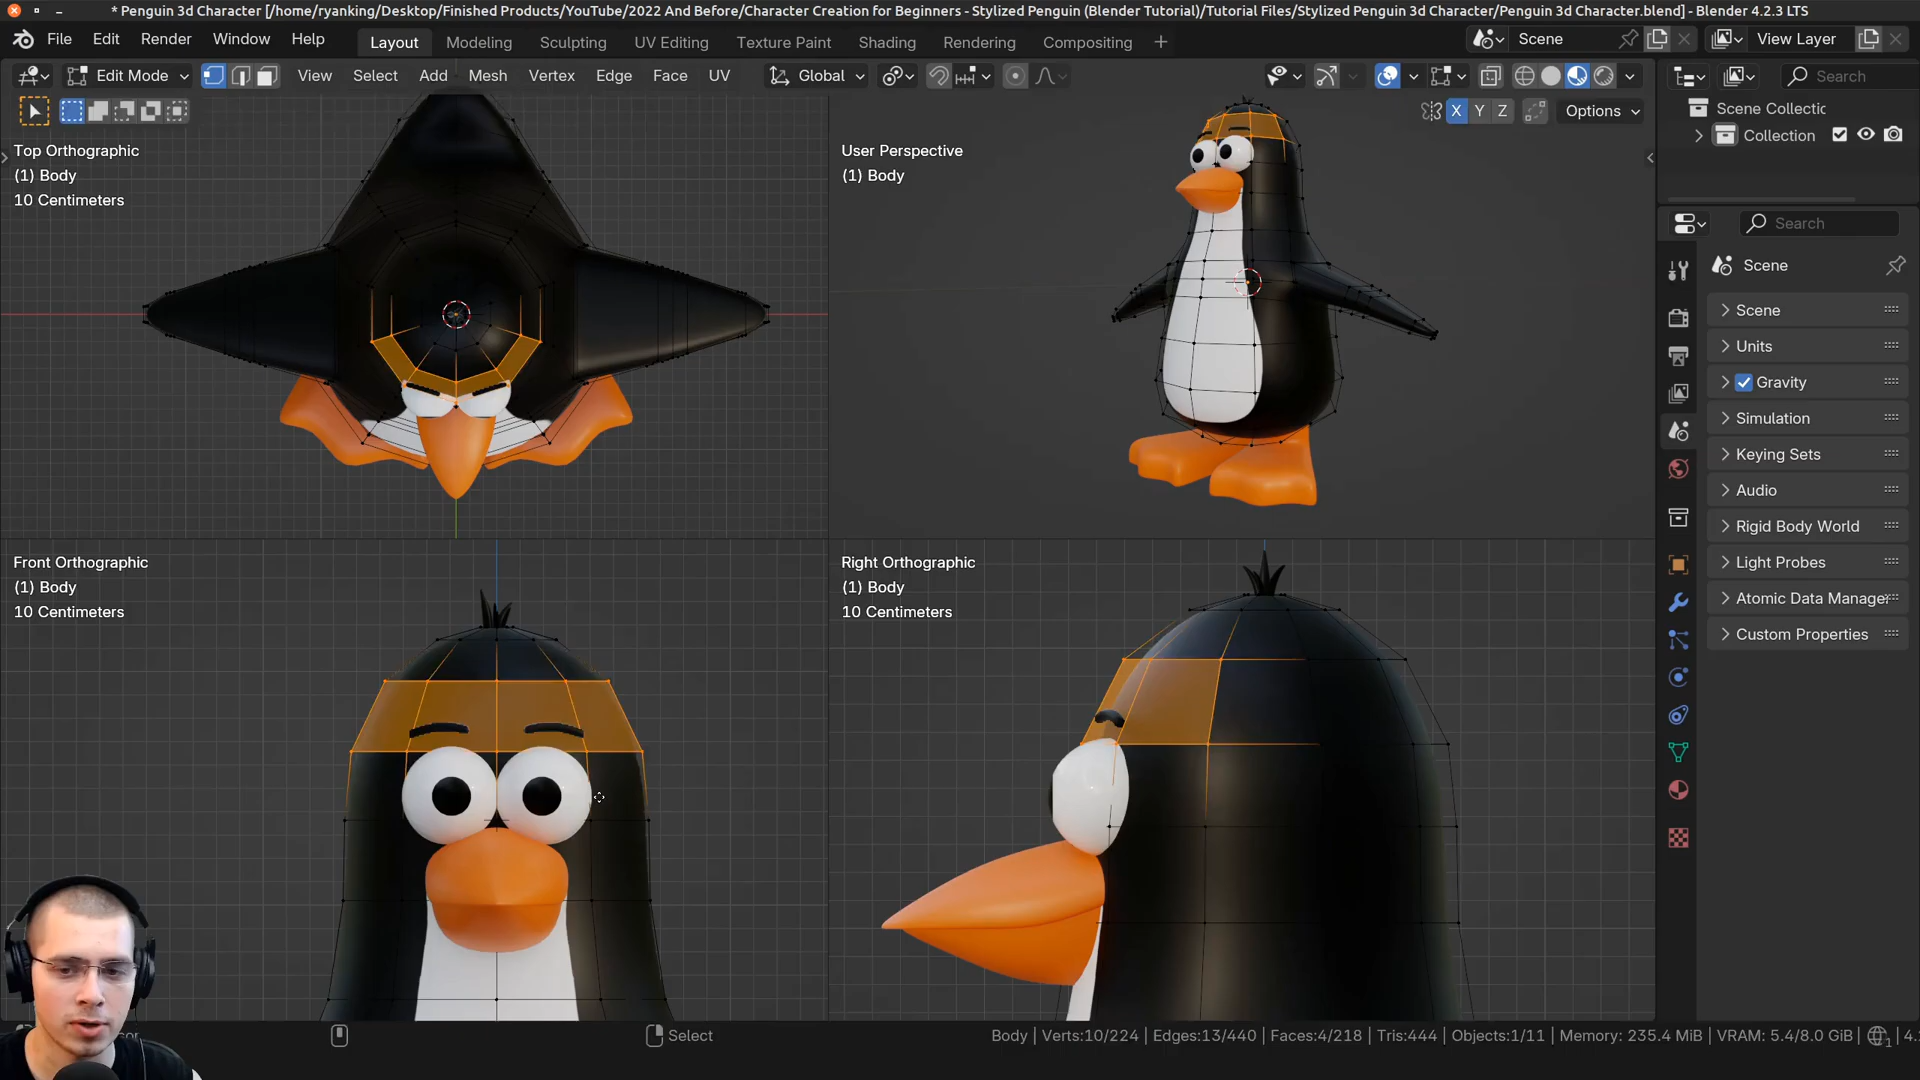 * Penguin 3d Character [/home/ryanking/Desktop/Finished Products/YouTube/2022 And Before/Character Creation for Beginners - Stylized Penguin (Blender Tutorial)/Tutorial Files/Stylized Penguin 3d Character/Penguin 3d Character.blend] - Blender 4.2.3 LTS
File Edit Render Window Help Layout Modeling Sculpting UV Editing Texture Paint Shading Rendering Compositing + Scene View Layer
Edit Mode View Select Add Mesh Vertex Edge Face UV Global Search
X Y Z Options Scene Collectic
Collection
Top Orthographic
(1) Body
10 Centimeters
User Perspective
(1) Body
Search
Scene
Scene
Units
Gravity
Simulation
Keying Sets
Audio
Rigid Body World
Light Probes
Atomic Data Manager
Custom Properties
Front Orthographic
(1) Body
10 Centimeters
Right Orthographic
(1) Body
10 Centimeters
Select Body | Verts:10/224 | Edges:13/440 | Faces:4/218 | Tris:444 | Objects:1/11 | Memory: 235.4 MiB | VRAM: 5.4/8.0 GiB | 4.